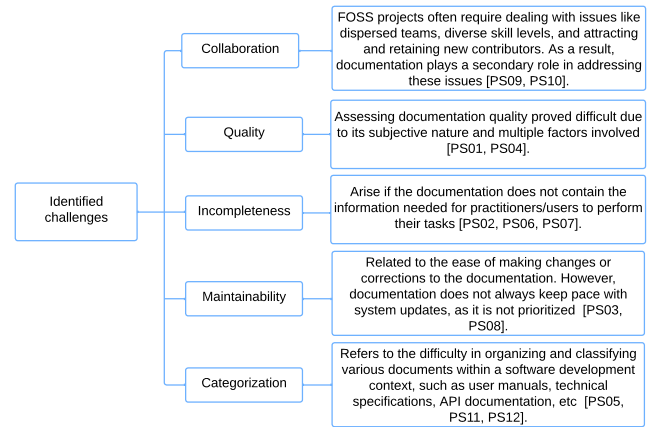 Identified
challenges
Collaboration
FOSS projects often require dealing with issues like
dispersed teams, diverse skill levels, and attracting
and retaining new contributors. As a result,
documentation plays a secondary role in addressing
these issues [PS09, PS10].
Quality
Assessing documentation quality proved difficult due
to its subjective nature and multiple factors involved
[PS01, PS04].
Incompleteness
Arise if the documentation does not contain the
information needed for practitioners/users to perform
their tasks [PS02, PS06, PS07].
Maintainability
Related to the ease of making changes or
corrections to the documentation. However,
documentation does not always keep pace with
system updates, as it is not prioritized  [PS03,
PS08].
Categorization
Refers to the difficulty in organizing and classifying
various documents within a software development
context, such as user manuals, technical
specifications, API documentation, etc  [PS05,
PS11, PS12].